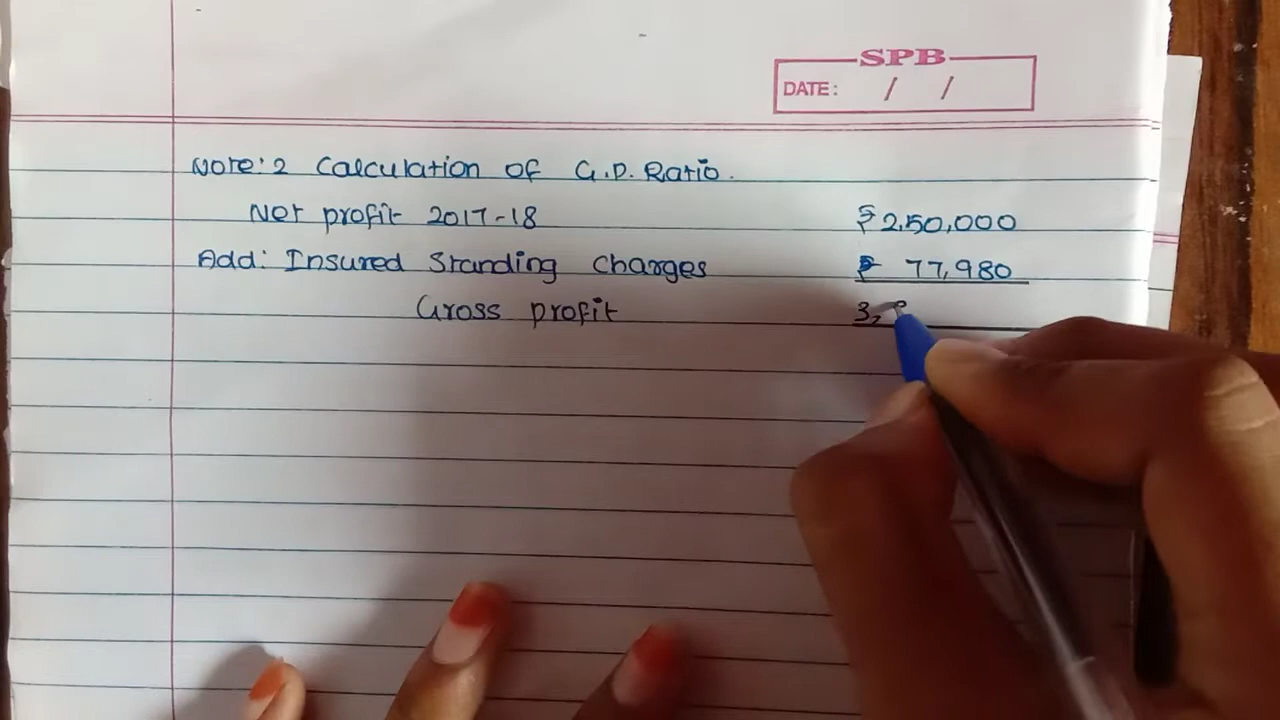 SPB
DATE: / /
Note: 2 Calculation of G.P. Ratio.
Net profit 2017-18 ₹2,50,000
Add: Insured Standing charges ₹ 77,980
Gross profit 3,